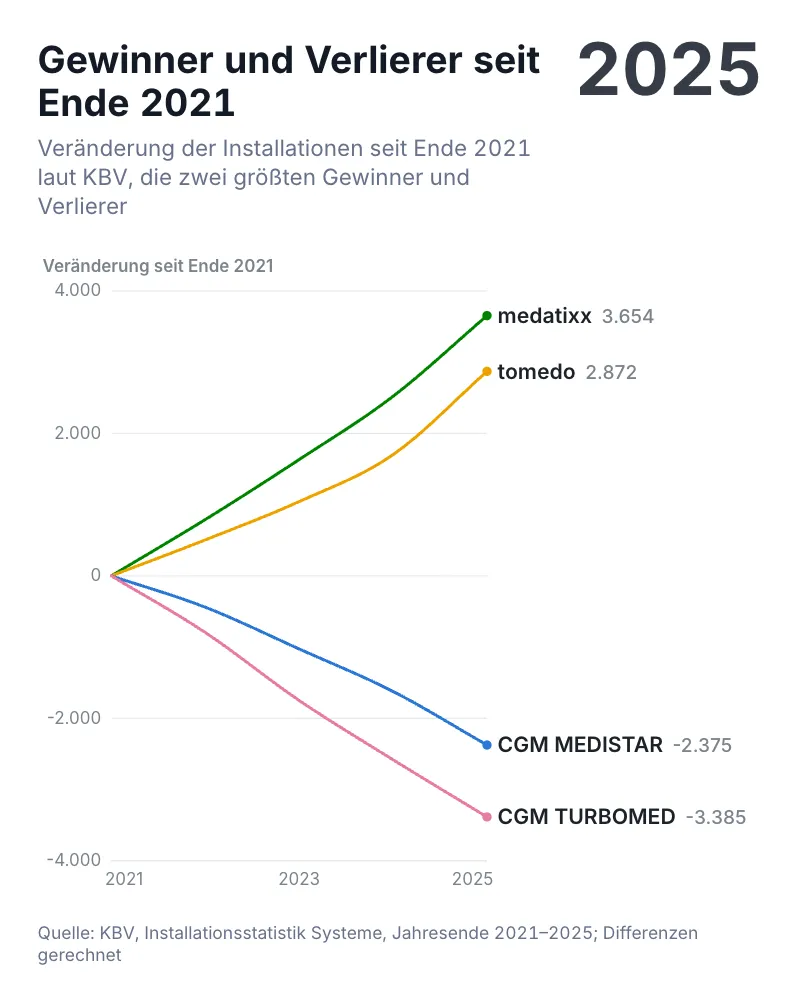 Gewinner und Verlierer seit
Ende 2021
2025
Veränderung der Installationen seit Ende 2021
laut KBV, die zwei größten Gewinner und
Verlierer
Veränderung seit Ende 2021
4.000
medatixx 3.654
tomedo 2.872
2.000
0
-2.000
CGM MEDISTAR -2.375
CGM TURBOMED -3.385
-4.000
2021 2023 2025
Quelle: KBV, Installationsstatistik Systeme, Jahresende 2021–2025; Differenzen
gerechnet